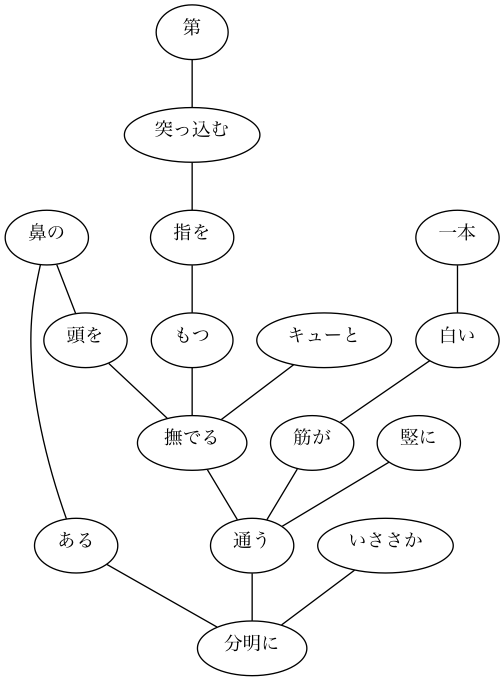 第
突っ込む
鼻の
指を
一本
頭を
もつ
キューと
白い
撫でる
筋が
竪に
ある
通う
いささか
分明に